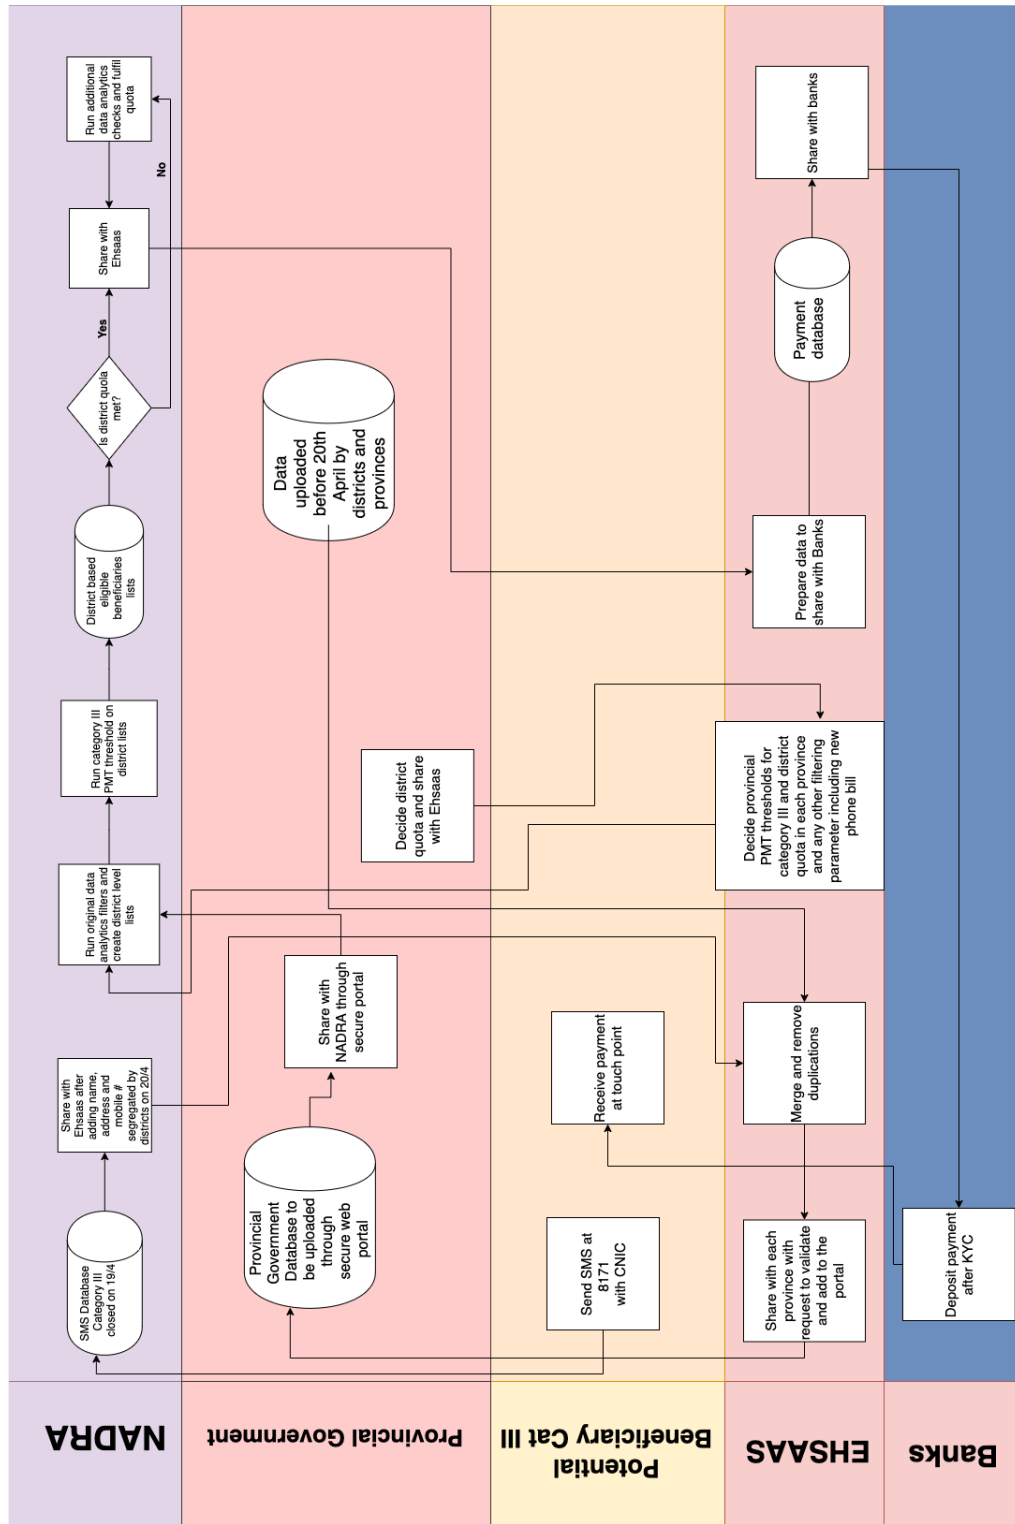 NADRA
SMS Database
Category III
closed on 19/4
Share with
Ehsaas after
adding name,
address and
mobile #
segregated by
districts on 20/4
Run original data
analytics filters and
create district level
lists
Run category III
PMT threshold on
district lists
District based
eligible
beneficiaries
lists
Is district quota
met?
Yes
No
Share with
Ehsaas
Run additional
data analytics
checks and fulfil
quota
Provincial Government
Provincial
Government
Database to
be uploaded
through
secure web
portal
Share with
NADRA through
secure portal
Decide district
quota and share
with Ehsaas
Data
uploaded
before 20th
April by
districts and
provinces
Potential
Beneficiary Cat III
Send SMS at
8171
with CNIC
Receive payment
at touch point
EHSAAS
Share with each
province with
request to validate
and add to the
portal
Merge and remove
duplications
Decide provincial
PMT thresholds for
category III and district
quota in each province
and any other filtering
parameter including new
phone bill
Prepare data to
share with Banks
Payment
database
Share with banks
Banks
Deposit payment
after KYC